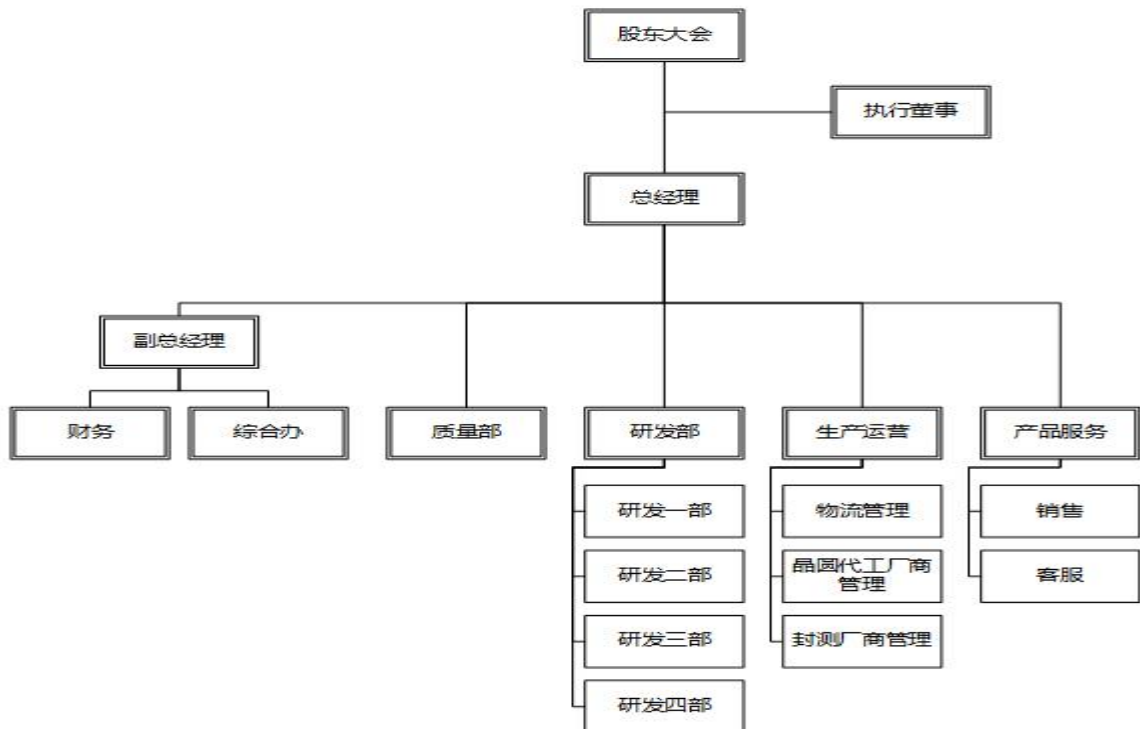 股东大会
执行董事
总经理
副总经理
财务
综合办
质量部
研发部
生产运营
产品服务
研发一部
物流管理
销售
研发二部
晶圆代工厂商
管理
客服
研发三部
封测厂商管理
研发四部